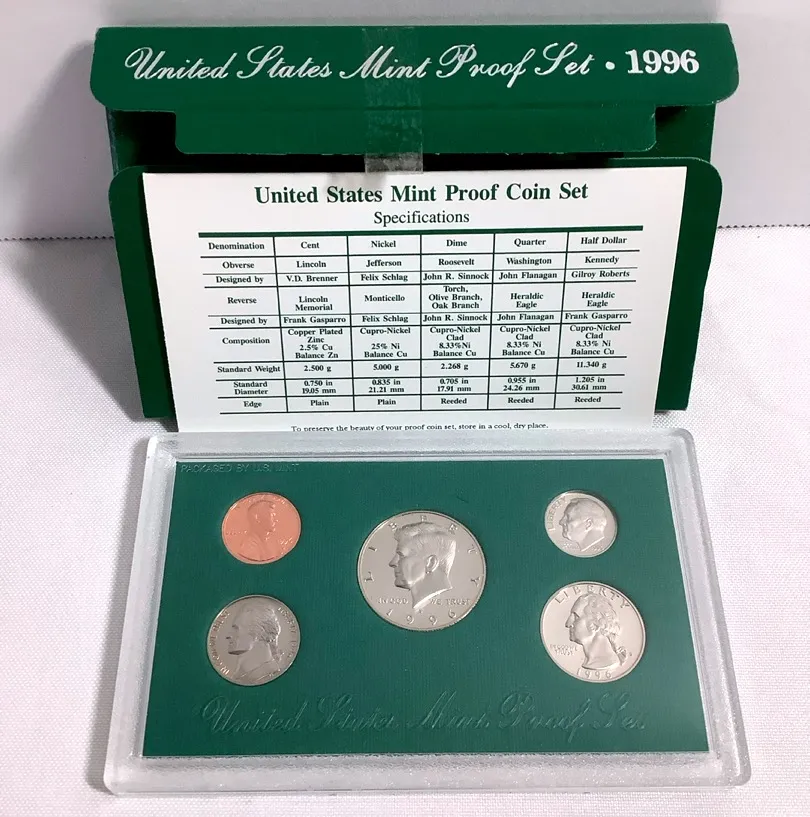 United States Mint Proof Set • 1996
United States Mint Proof Coin Set
Specifications
Denomination Cent Nickel Dime Quarter Half Dollar
Obverse Lincoln Jefferson Roosevelt Washington Kennedy
Designed by V.D. Brenner Felix Schlag John R. Sinnock John Flanagan Gilroy Roberts
Reverse Lincoln Memorial Monticello Torch, Olive Branch, Oak Branch Heraldic Eagle Heraldic Eagle
Designed by Frank Gasparro Felix Schlag John R. Sinnock John Flanagan Frank Gasparro
Composition Copper Plated Zinc 2.5% Cu Balance Zn Cupro-Nickel 25% Ni Balance Cu Cupro-Nickel Clad 8.33%Ni Balance Cu Cupro-Nickel Clad 8.33% Ni Balance Cu Cupro-Nickel Clad 8.33% Ni Balance Cu
Standard Weight 2.500 g 5.000 g 2.268 g 5.670 g 11.340 g
Standard Diameter 0.750 in 19.05 mm 0.835 in 21.21 mm 0.705 in 17.91 mm 0.955 in 24.26 mm 1.205 in 30.61 mm
Edge Plain Plain Reeded Reeded Reeded
To preserve the beauty of your proof coin set, store in a cool, dry place.
PACKAGED BY U.S. MINT
LIBERTY
IN GOD WE TRUST
1996
LIBERTY
LIBERTY
1996
United States Mint Proof Set